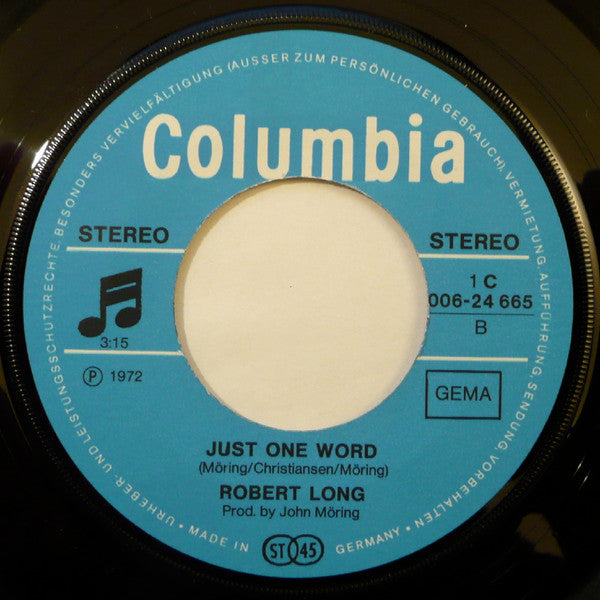 URHEBER- UND LEISTUNGSSCHUTZRECHTE, BESONDERS VERVIELFÄLTIGUNG (AUSSER ZUM PERSÖNLICHEN GEBRAUCH), VERMIETUNG, AUFFÜHRUNG, SENDUNG VORBEHALTEN
Columbia
STEREO
STEREO
3:15
Ⓟ 1972
1 C
006-24 665
B
GEMA
JUST ONE WORD
(Möring/Christiansen/Möring)
ROBERT LONG
Prod. by John Möring
• MADE IN ST 45 GERMANY •